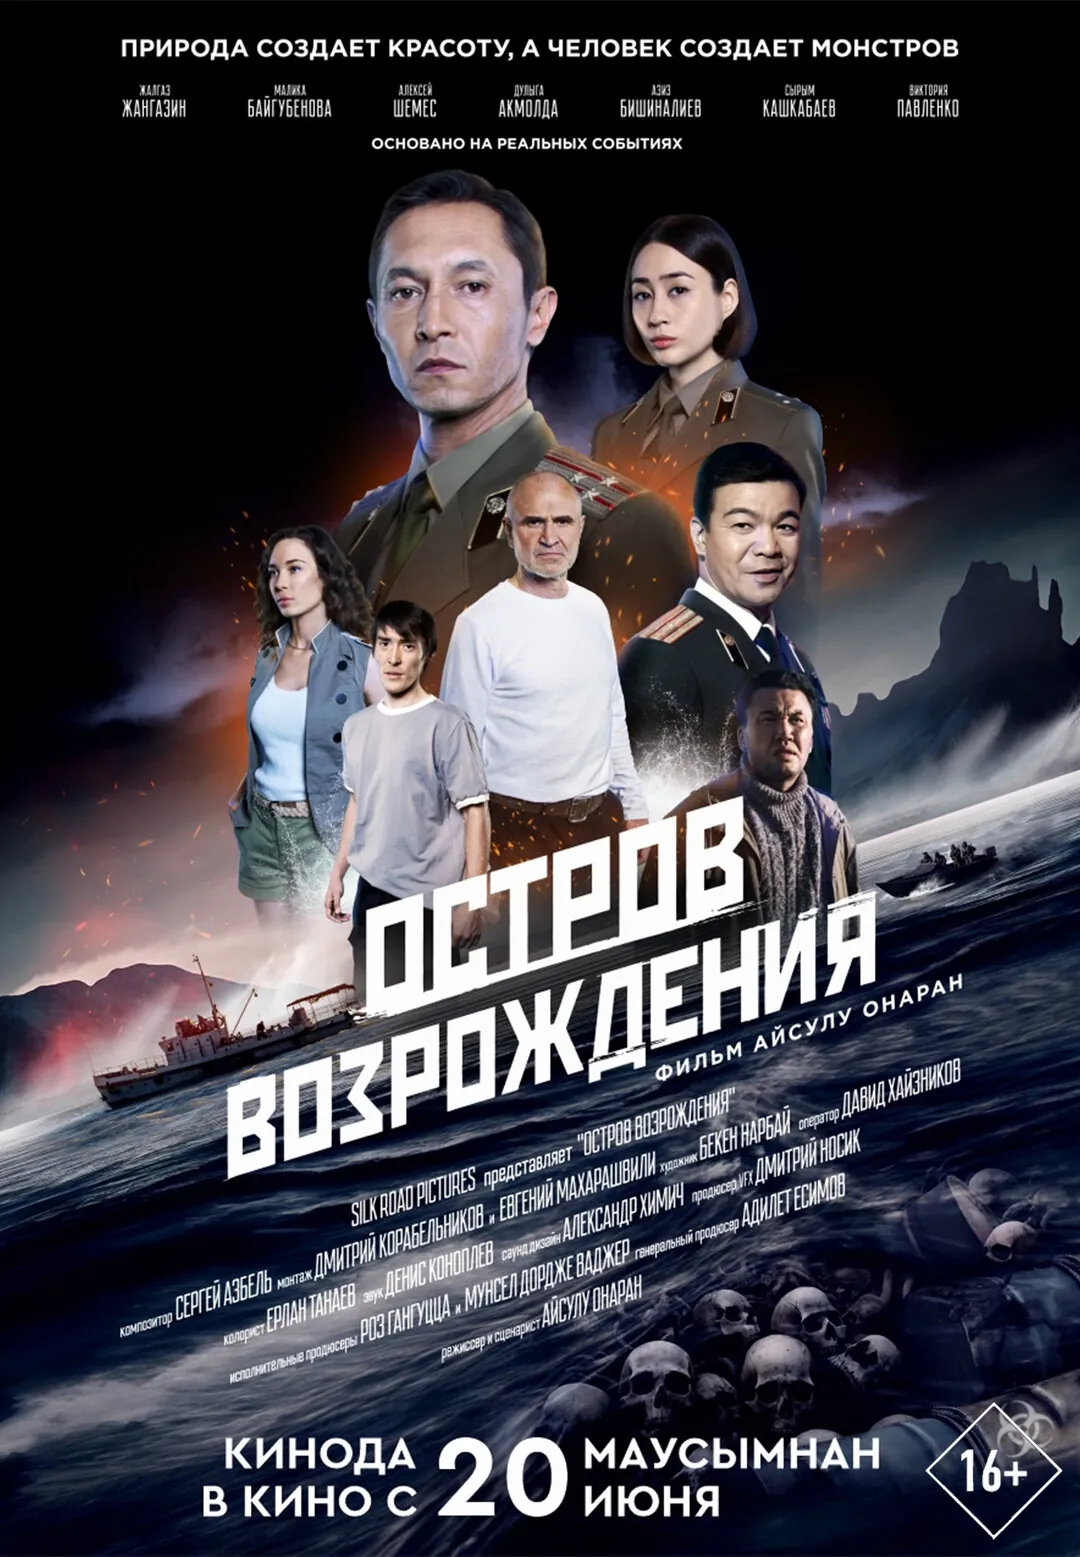 ПРИРОДА СОЗДАЕТ КРАСОТУ, А ЧЕЛОВЕК СОЗДАЕТ МОНСТРОВ
ЖАЛГАЗ ЖАНГАЗИН
МАЛИКА БАЙГУБЕНОВА
АЛЕКСЕЙ ШЕМЕС
ДУЛЫГА АКМОЛДА
АЗИЗ БИШИНАЛИЕВ
СЫРЫМ КАШКАБАЕВ
ВИКТОРИЯ ПАВЛЕНКО
ОСНОВАНО НА РЕАЛЬНЫХ СОБЫТИЯХ
ОСТРОВ
ВОЗРОЖДЕНИЯ
ФИЛЬМ АЙСУЛУ ОНАРАН
SILK ROAD PICTURES представляет "ОСТРОВ ВОЗРОЖДЕНИЯ"
композитор СЕРГЕЙ АЗБЕЛЬ монтаж ДМИТРИЙ КОРАБЕЛЬНИКОВ и ЕВГЕНИЙ МАХАРАШВИЛИ художник БЕКЕН НАРБАЙ оператор ДАВИД ХАЙЗНИКОВ
колорист ЕРЛАН ТАНАЕВ звук ДЕНИС КОНОПЛЕВ саунд дизайн АЛЕКСАНДР ХИМИЧ продюсер VFX ДМИТРИЙ НОСИК
исполнительные продюсеры РОЗ ГАНГУЦЦА и МУНСЕЛ ДОРДЖЕ ВАДЖЕР генеральный продюсер АДИЛЕТ ЕСИМОВ
режиссер и сценарист АЙСУЛУ ОНАРАН
КИНОДА 20 МАУСЫМНАН
В КИНО С 20 ИЮНЯ
16+